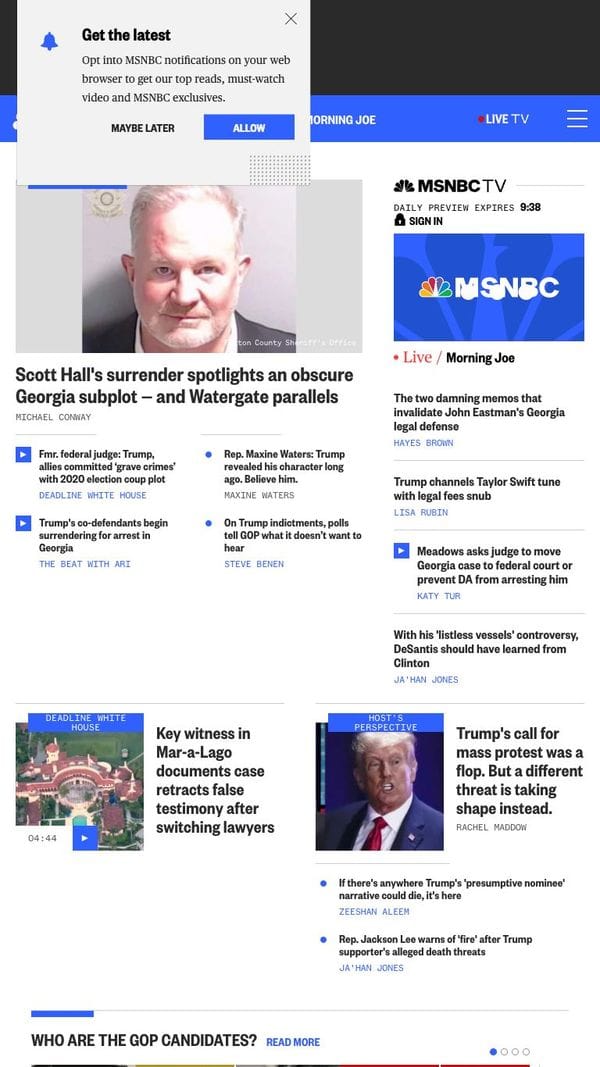 Get the latest
Opt into MSNBC notifications on your web
browser to get our top reads, must-watch
video and MSNBC exclusives.
MAYBE LATER
ALLOW
MORNING JOE
LIVE TV
MSNBC TV
DAILY PREVIEW EXPIRES 9:38
SIGN IN
MSNBC
Live / Morning Joe
County Sheriff's Office
Scott Hall's surrender spotlights an obscure
Georgia subplot — and Watergate parallels
MICHAEL CONWAY
Fmr. federal judge: Trump,
allies committed ‘grave crimes’
with 2020 election coup plot
DEADLINE WHITE HOUSE
Trump's co-defendants begin
surrendering for arrest in
Georgia
THE BEAT WITH ARI
Rep. Maxine Waters: Trump
revealed his character long
ago. Believe him.
MAXINE WATERS
On Trump indictments, polls
tell GOP what it doesn’t want to
hear
STEVE BENEN
The two damning memos that
invalidate John Eastman's Georgia
legal defense
HAYES BROWN
Trump channels Taylor Swift tune
with legal fees snub
LISA RUBIN
Meadows asks judge to move
Georgia case to federal court or
prevent DA from arresting him
KATY TUR
With his 'listless vessels' controversy,
DeSantis should have learned from
Clinton
JA'HAN JONES
DEADLINE WHITE
HOUSE
04:44
Key witness in
Mar-a-Lago
documents case
retracts false
testimony after
switching lawyers
HOST'S
PERSPECTIVE
Trump's call for
mass protest was a
flop. But a different
threat is taking
shape instead.
RACHEL MADDOW
If there's anywhere Trump's 'presumptive nominee'
narrative could die, it's here
ZEESHAN ALEEM
Rep. Jackson Lee warns of 'fire' after Trump
supporter's alleged death threats
JA'HAN JONES
WHO ARE THE GOP CANDIDATES? READ MORE